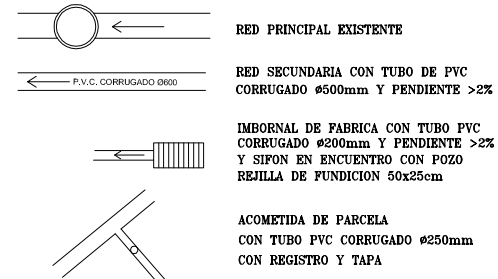 RED PRINCIPAL EXISTENTE
RED SECUNDARIA CON TUBO DE PVC
P.V.C. CORRUGADO Ø600
CORRUGADO Ø500mm Y PENDIENTE >2%
IMBORNAL DE FABRICA CON TUBO PVC
CORRUGADO Ø200mm Y PENDIENTE >2%
Y SIFON EN ENCUENTRO CON POZO
REJILLA DE FUNDICION 50x25cm
ACOMETIDA DE PARCELA
CON TUBO PVC CORRUGADO Ø250mm
CON REGISTRO Y TAPA